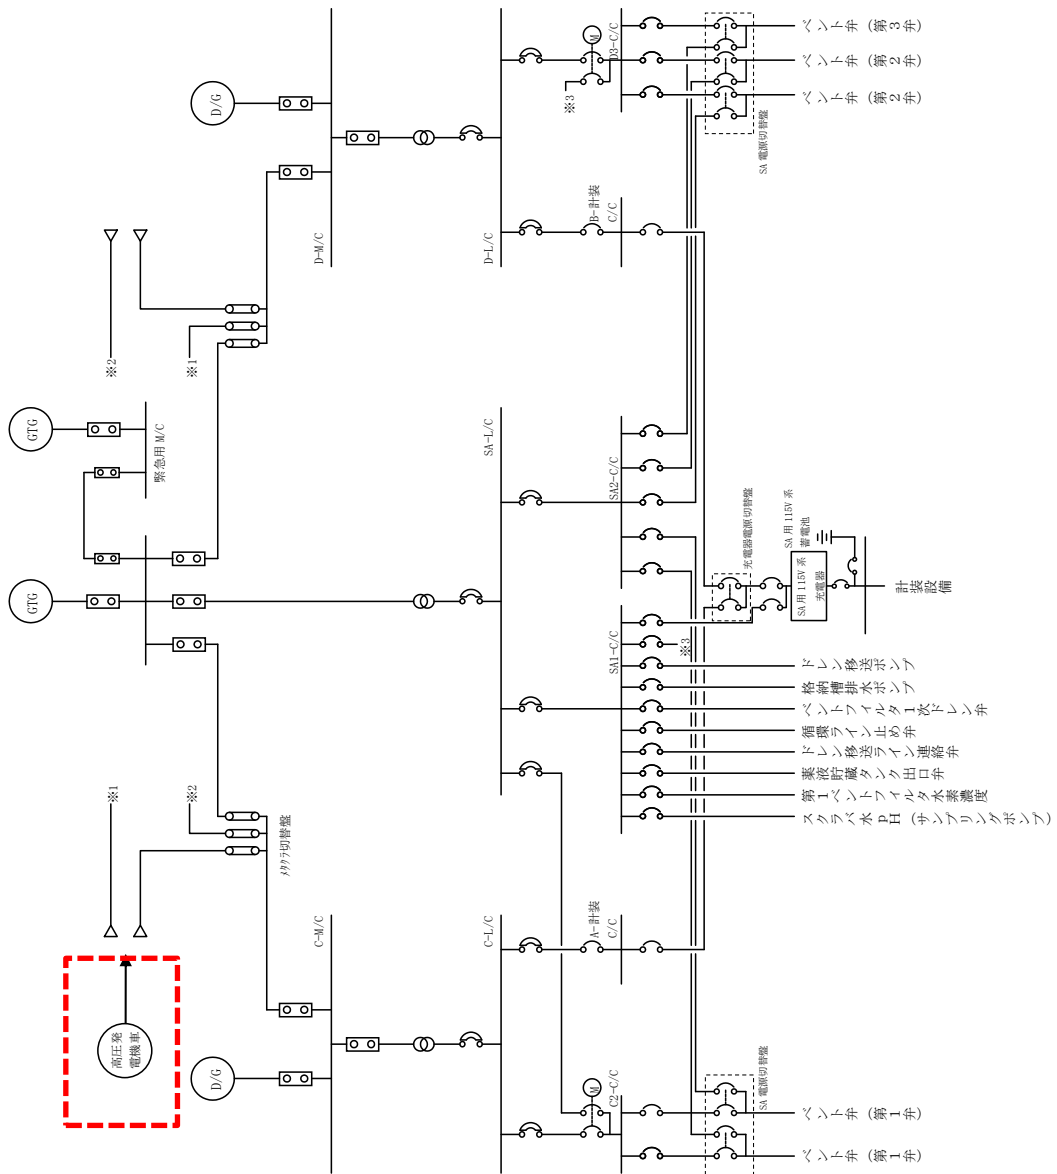 高圧発
電機車
D/G
※1
※2
メタクラ切替盤
C-M/C
C-L/C
A-計装
C/C
M
C2-C/C
SA 電源切替盤
ベント弁 (第1弁)
ベント弁 (第1弁)
GTG
GTG
緊急用 M/C
SA-L/C
SA1-C/C
SA2-C/C
※3
充電器電源切替盤
SA 用 115V 系
蓄電池
SA 用 115V 系
充電器
計装設備
ドレン移送ポンプ
格納槽排水ポンプ
ベントフィルタ1次ドレン弁
循環ライン止め弁
ドレン移送ライン連絡弁
薬液貯蔵タンク出口弁
第1ベントフィルタ水素濃度
スクラバ水 pH (サンプリングポンプ)
※2
※1
D/G
D-M/C
D-L/C
B-計装
C/C
M
※3
D3-C/C
SA 電源切替盤
ベント弁 (第3弁)
ベント弁 (第2弁)
ベント弁 (第2弁)